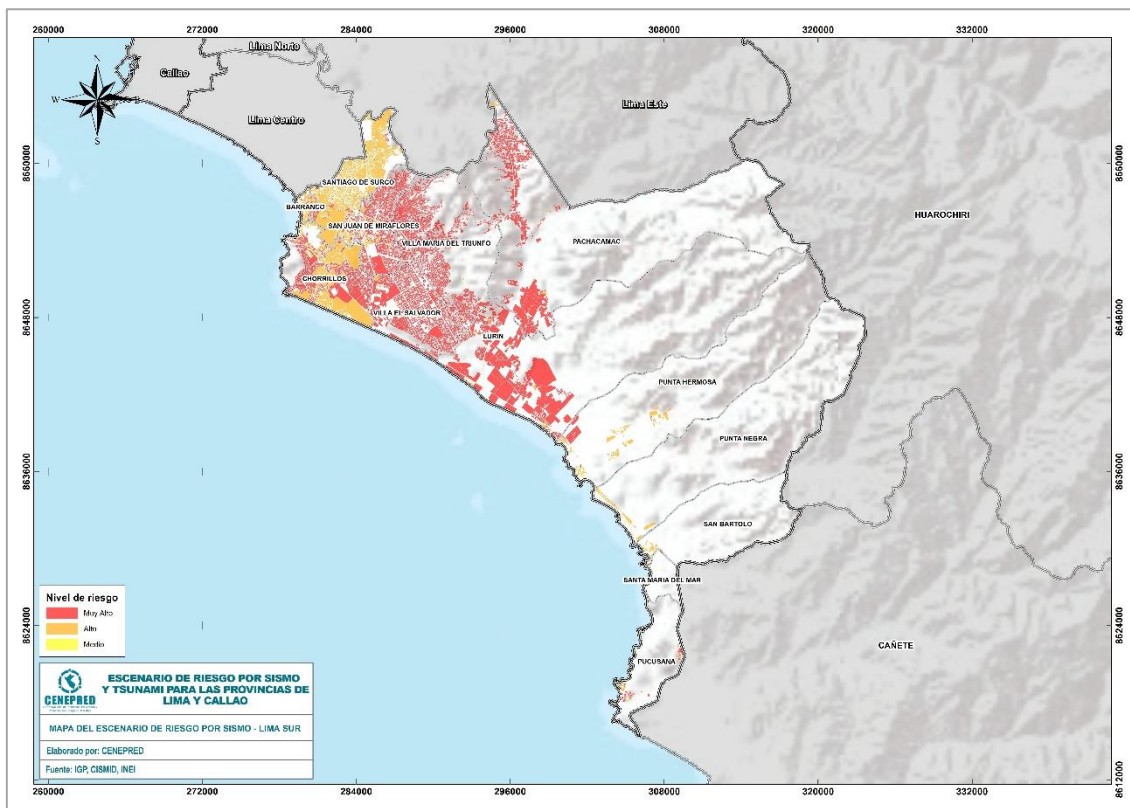 260000 272000 284000 296000 308000 320000 332000
Lima Norte
Callao
Lima Este
Lima Centro
N
W
E
S
8660000 8660000
SANTIAGO DE SURCO
BARRANCO
HUAROCHIRI
SAN JUAN DE MIRAFLORES
VILLA MARIA DEL TRIUNFO
PACHACAMAC
CHORRILLOS
VILLA EL SALVADOR
8648000 8648000
LURIN
PUNTA HERMOSA
PUNTA NEGRA
8636000 8636000
SAN BARTOLO
SANTA MARIA DEL MAR
Nivel de riesgo
Muy Alto
Alto
Medio
8624000 8624000
PUCUSANA
CAÑETE
CENEPRED
ESCENARIO DE RIESGO POR SISMO
Y TSUNAMI PARA LAS PROVINCIAS DE
LIMA Y CALLAO
MAPA DEL ESCENARIO DE RIESGO POR SISMO - LIMA SUR
Elaborado por: CENEPRED
Fuente: IGP, CISMID, INEI
8612000
260000 272000 284000 296000 308000 320000 332000